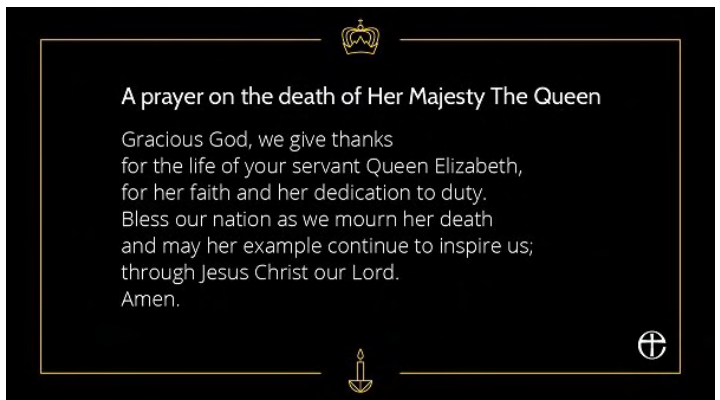 A prayer on the death of Her Majesty The Queen
Gracious God, we give thanks
for the life of your servant Queen Elizabeth,
for her faith and her dedication to duty.
Bless our nation as we mourn her death
and may her example continue to inspire us;
through Jesus Christ our Lord.
Amen.